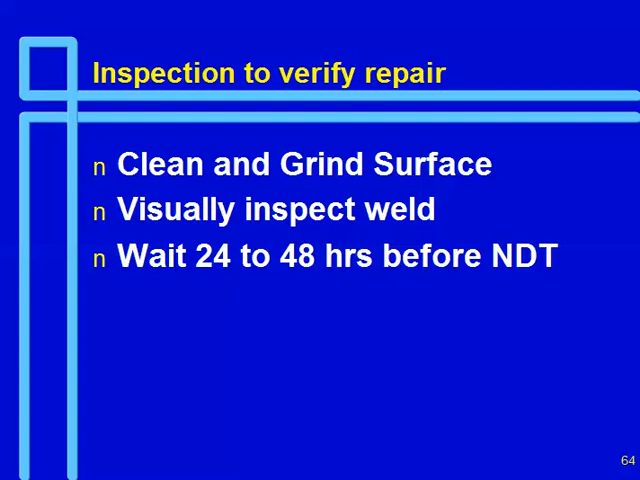 Inspection to verify repair
n Clean and Grind Surface
n Visually inspect weld
n Wait 24 to 48 hrs before NDT
64